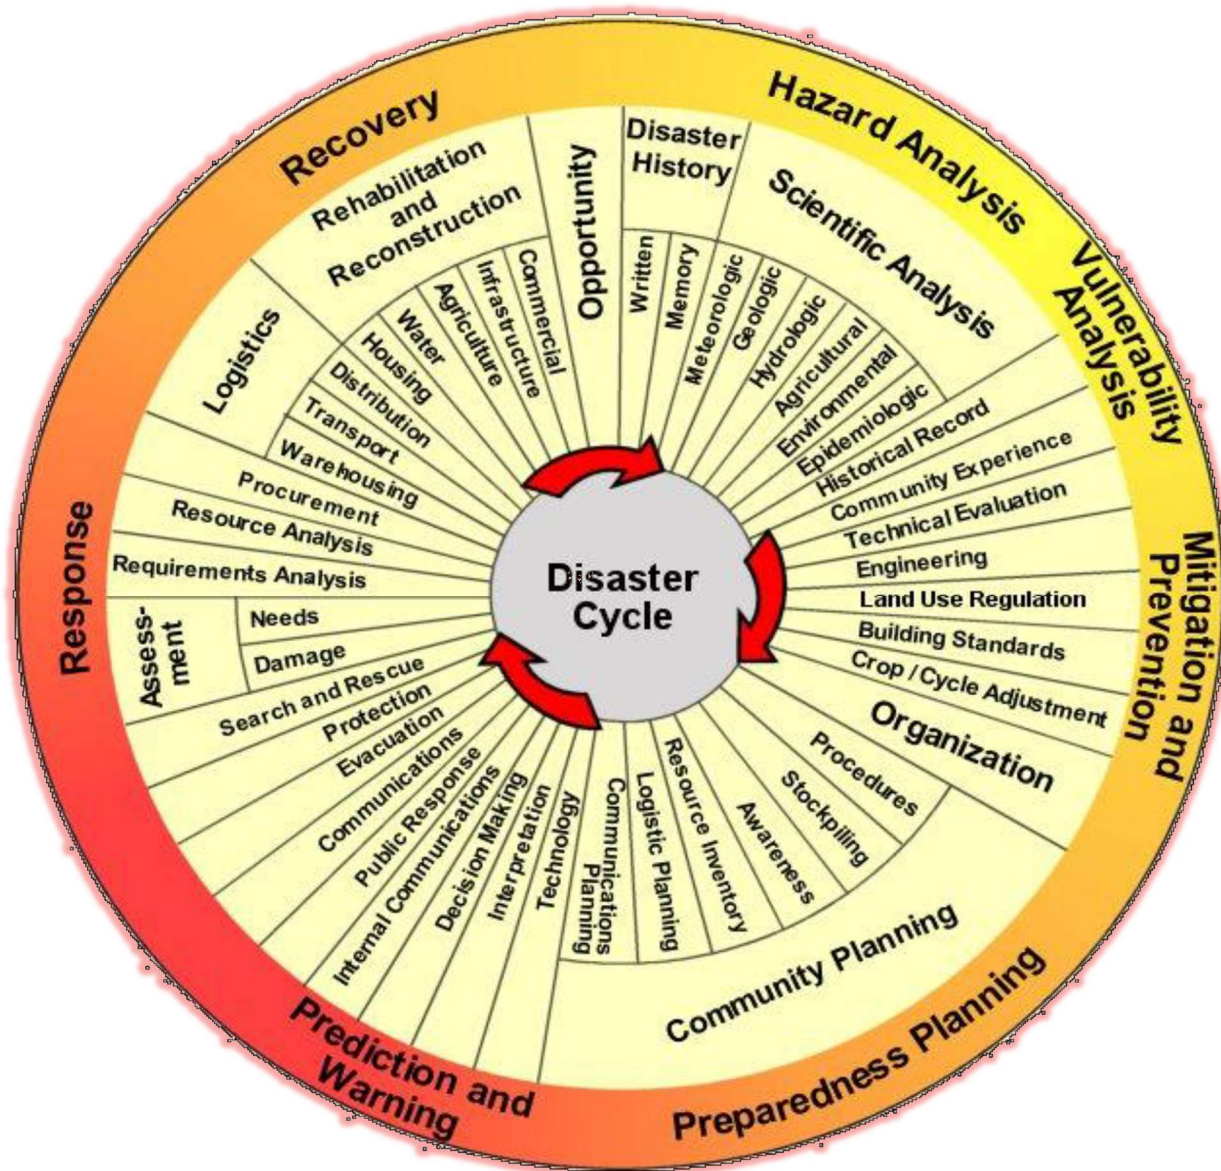 Disaster
Cycle
Hazard Analysis
Disaster
History
Written
Memory
Scientific Analysis
Meteorologic
Geologic
Hydrologic
Agricultural
Environmental
Epidemiologic
Vulnerability
Analysis
Historical Record
Community Experience
Technical Evaluation
Mitigation and
Prevention
Engineering
Land Use Regulation
Building Standards
Crop / Cycle Adjustment
Preparedness Planning
Organization
Community Planning
Procedures
Stockpiling
Awareness
Resource Inventory
Logistic Planning
Communications
Planning
Prediction and
Warning
Technology
Interpretation
Decision Making
Internal Communications
Public Response
Communications
Response
Evacuation
Protection
Search and Rescue
Assess-
ment
Damage
Needs
Requirements Analysis
Resource Analysis
Procurement
Logistics
Warehousing
Transport
Distribution
Recovery
Rehabilitation
and
Reconstruction
Housing
Water
Agriculture
Infrastructure
Commercial
Opportunity